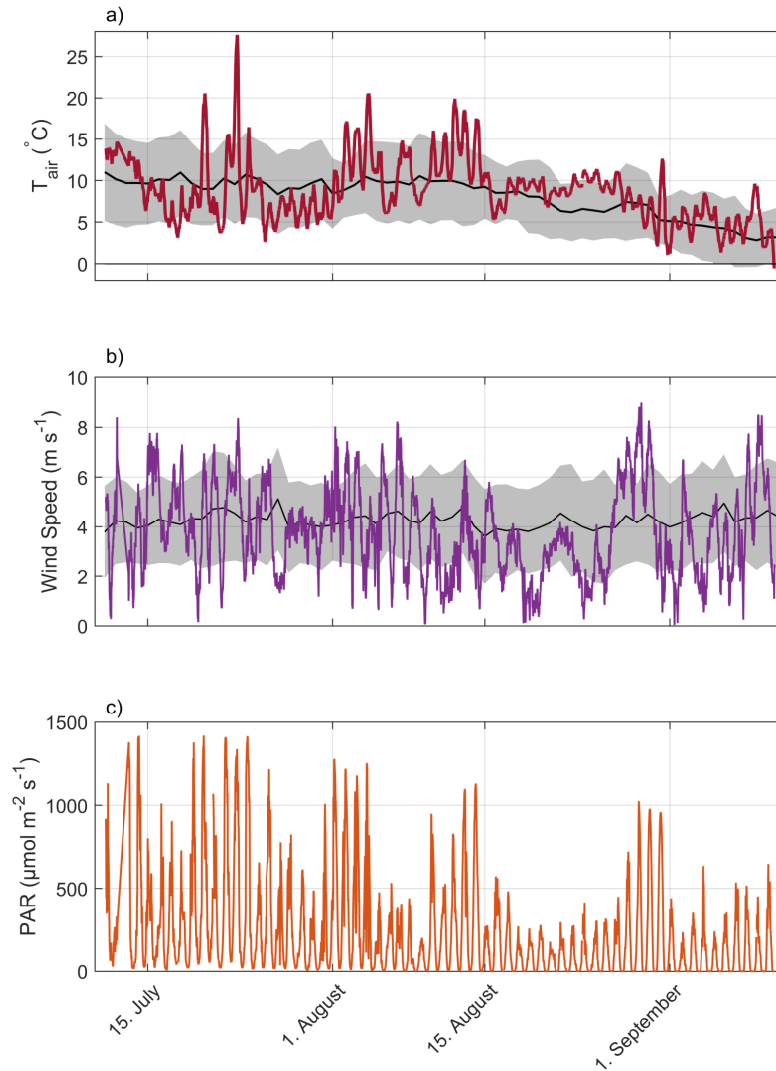 a)
25
20
15
10
5
0
T_air (°C)
b)
10
8
6
4
2
0
Wind Speed (m s⁻¹)
c)
1500
1000
500
0
PAR (μmol m⁻² s⁻¹)
15. July
1. August
15. August
1. September